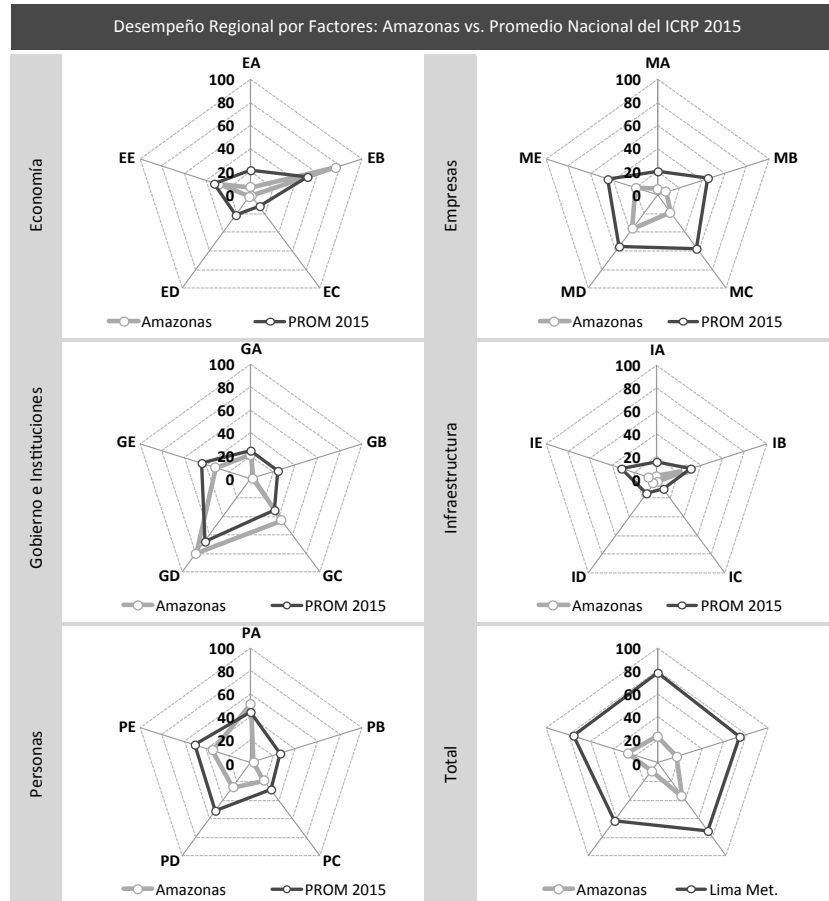 Desempeño Regional por Factores: Amazonas vs. Promedio Nacional del ICRP 2015
Economía
EA
100
80
60
40
20
0
EB
EC
ED
EE
Amazonas
PROM 2015
Empresas
MA
100
80
60
40
20
0
MB
MC
MD
ME
Amazonas
PROM 2015
Gobierno e Instituciones
GA
100
80
60
40
20
0
GB
GC
GD
GE
Amazonas
PROM 2015
Infraestructura
IA
100
80
60
40
20
0
IB
IC
ID
IE
Amazonas
PROM 2015
Personas
PA
100
80
60
40
20
0
PB
PC
PD
PE
Amazonas
PROM 2015
Total
100
80
60
40
20
0
Amazonas
Lima Met.